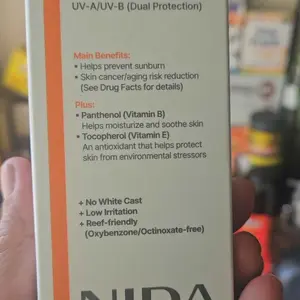 UV-A/UV-B (Dual Protection)
Main Benefits:
• Helps prevent sunburn
• Skin cancer/aging risk reduction
(See Drug Facts for details)
Plus:
• Panthenol (Vitamin B)
Helps moisturize and soothe skin
• Tocopherol (Vitamin E)
An antioxidant that helps protect
skin from environmental stressors
+ No White Cast
+ Low Irritation
+ Reef-friendly
(Oxybenzone/Octinoxate-free)